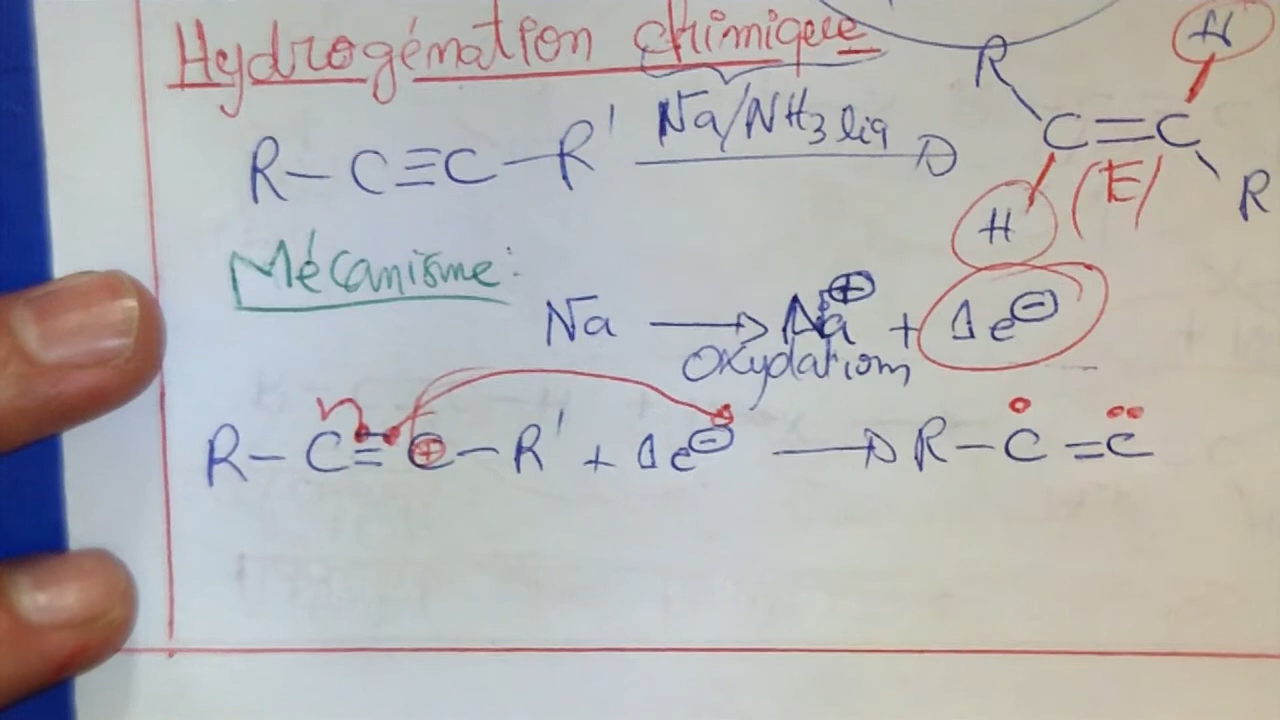 Hydrogénation chimique
R–C≡C–R' Na/NH3 liq
R H
C=C
H (E) R
Mécanisme:
Na → Na⊕ + 1e⊖
Oxydation
R–C≡C–R' + 1e⊖ → R–Ċ=C̈